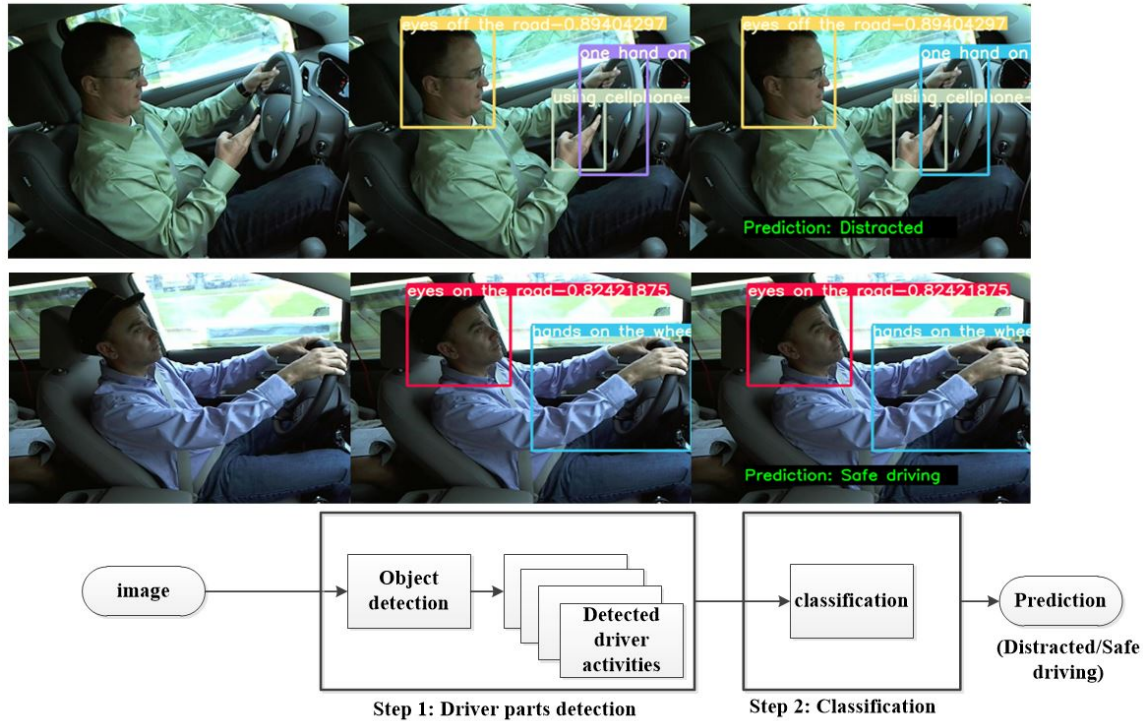 eyes off the road-0.89404297
one hand on
using cellphone-
eyes off the road-0.89404297
one hand on
using cellphone-
Prediction: Distracted
eyes on the road-0.82421875
hands on the whee
eyes on the road-0.82421875
hands on the whee
Prediction: Safe driving
image
Object
detection
Detected
driver
activities
classification
Prediction
(Distracted/Safe
driving)
Step 1: Driver parts detection
Step 2: Classification